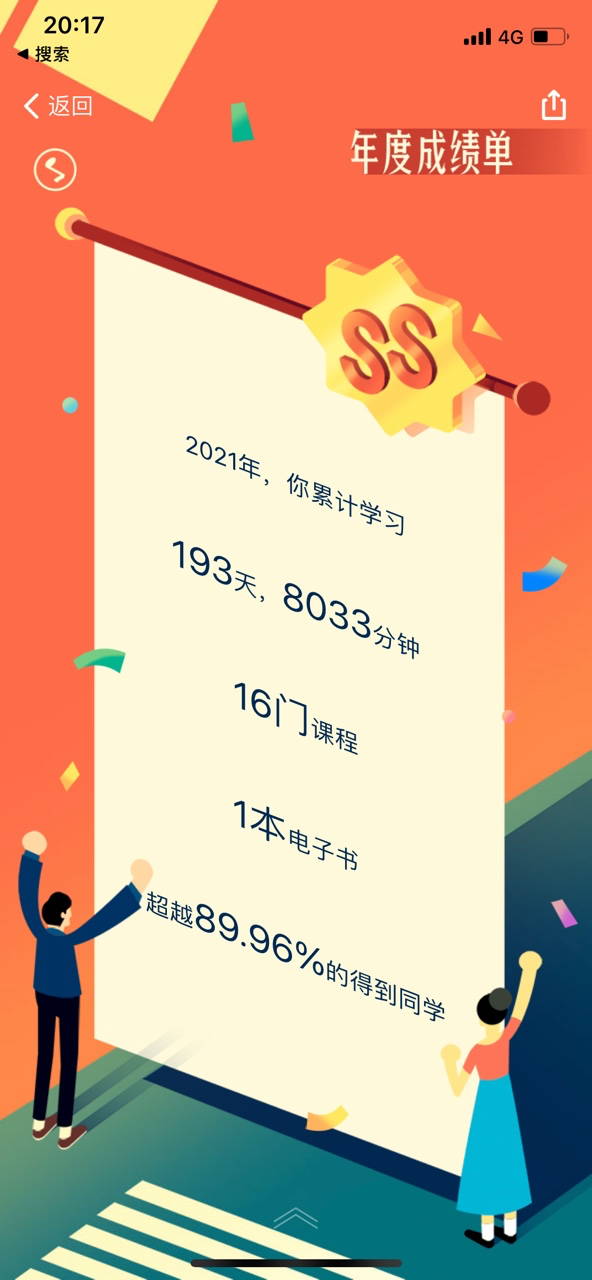 20:17
4G
搜索
返回
年度成绩单
SS
2021年，你累计学习
193天，8033分钟
16门课程
1本电子书
超越89.96%的得到同学